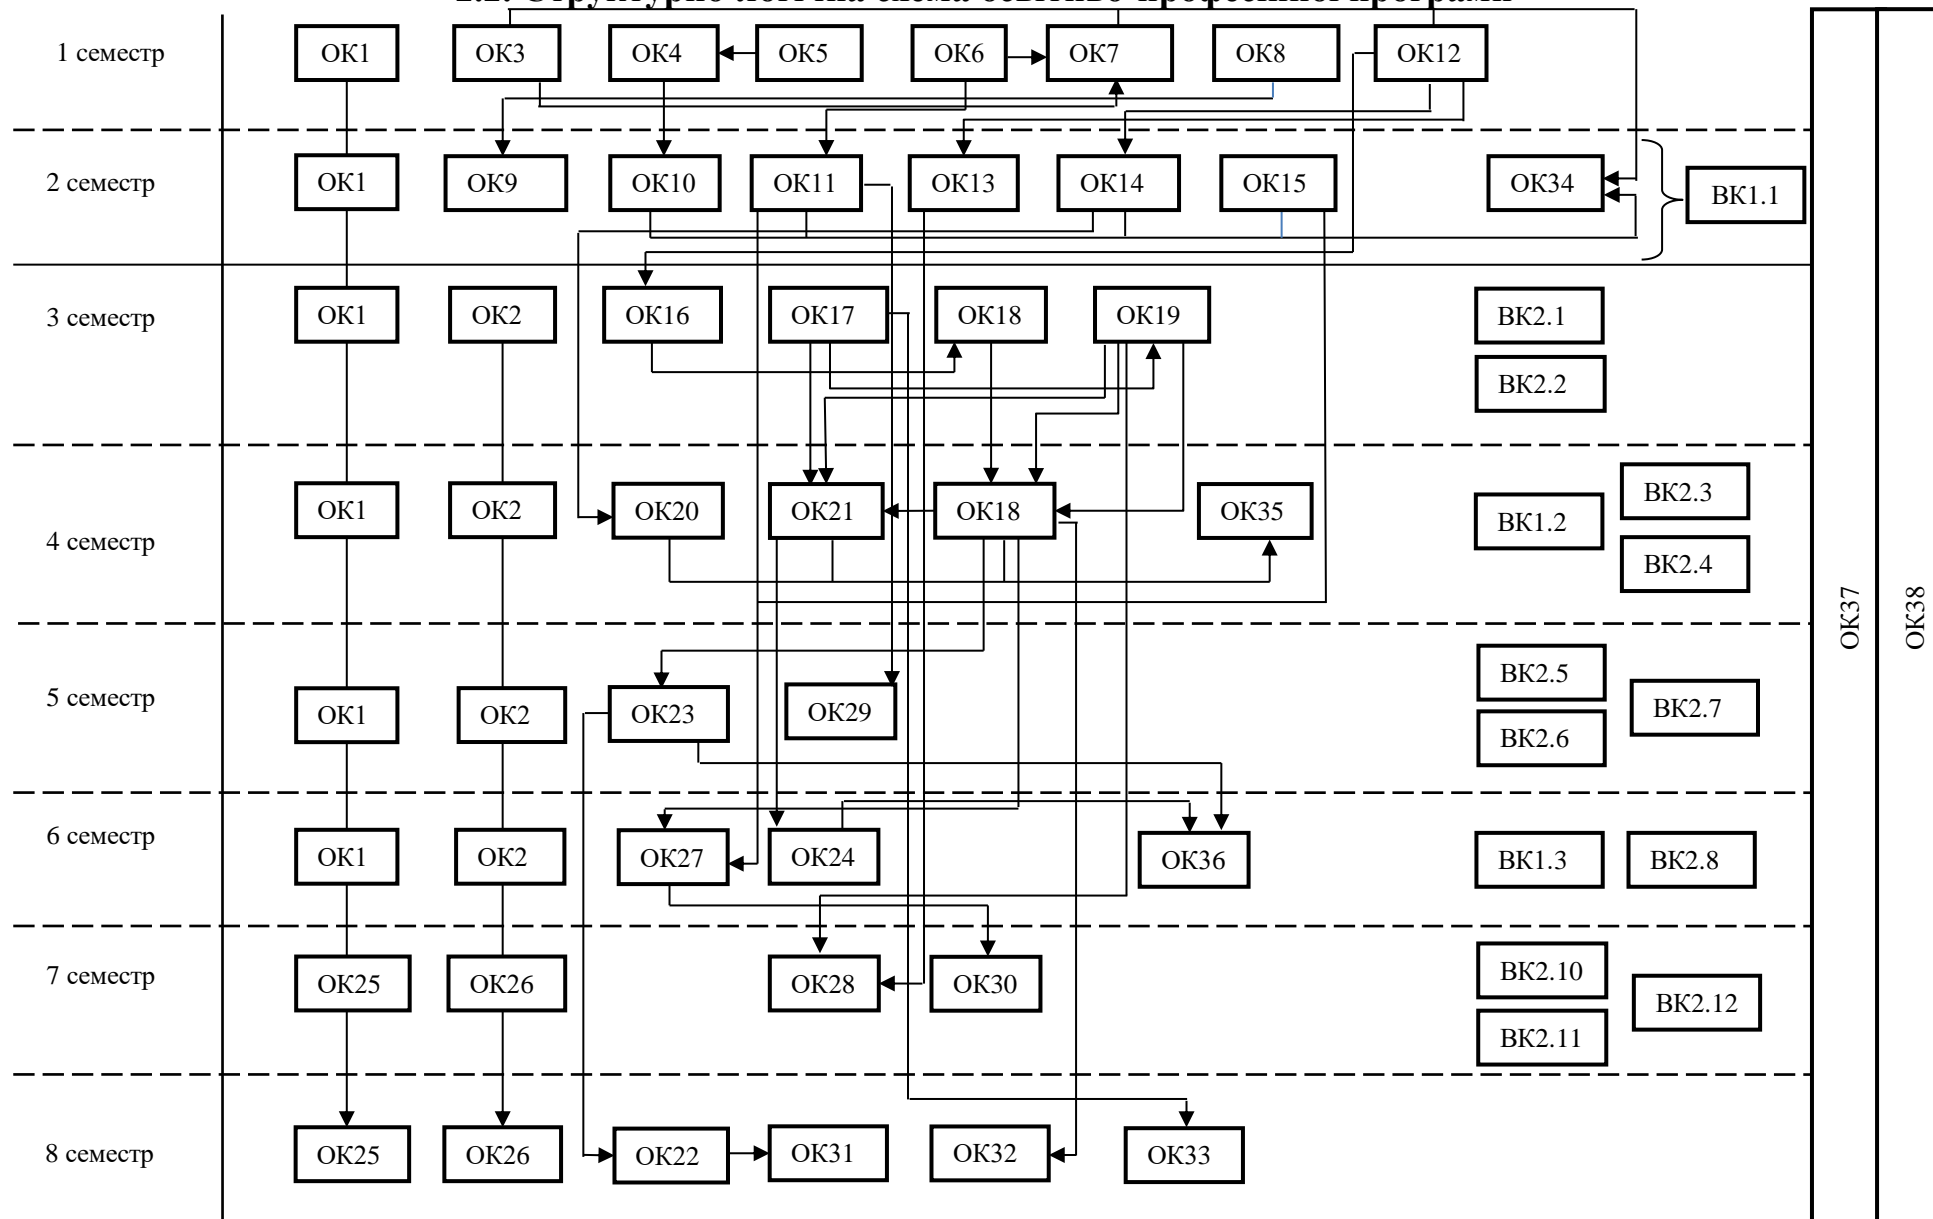 1 семестр ОК1 ОК3 ОК4 ОК5 ОК6 ОК7 ОК8 ОК12
2 семестр ОК1 ОК9 ОК10 ОК11 ОК13 ОК14 ОК15 ОК34 ВК1.1
3 семестр ОК1 ОК2 ОК16 ОК17 ОК18 ОК19 ВК2.1
ВК2.2
4 семестр ОК1 ОК2 ОК20 ОК21 ОК18 ОК35 ВК1.2 ВК2.3
ВК2.4
5 семестр ОК1 ОК2 ОК23 ОК29 ВК2.5 ВК2.7
ВК2.6
6 семестр ОК1 ОК2 ОК27 ОК24 ОК36 ВК1.3 ВК2.8
7 семестр ОК25 ОК26 ОК28 ОК30 ВК2.10 ВК2.12
ВК2.11
8 семестр ОК25 ОК26 ОК22 ОК31 ОК32 ОК33
ОК37
ОК38